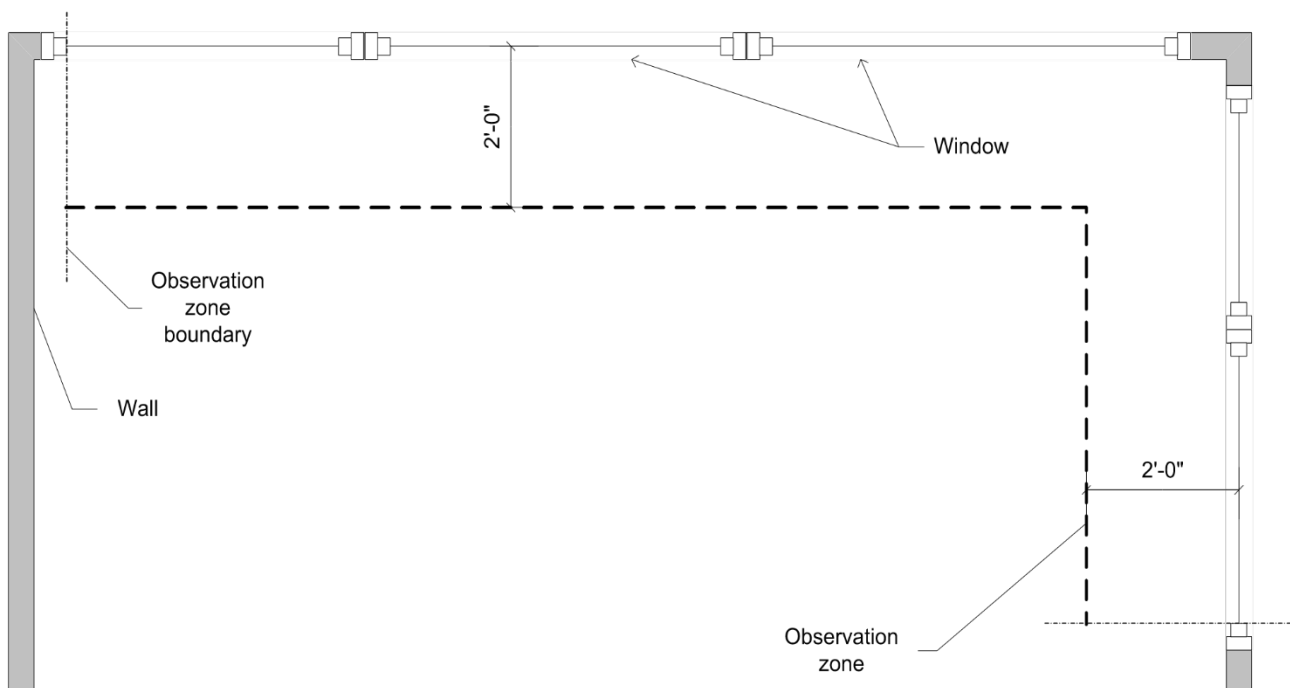 2'-0"
Window
Observation
zone
boundary
Wall
2'-0"
Observation
zone